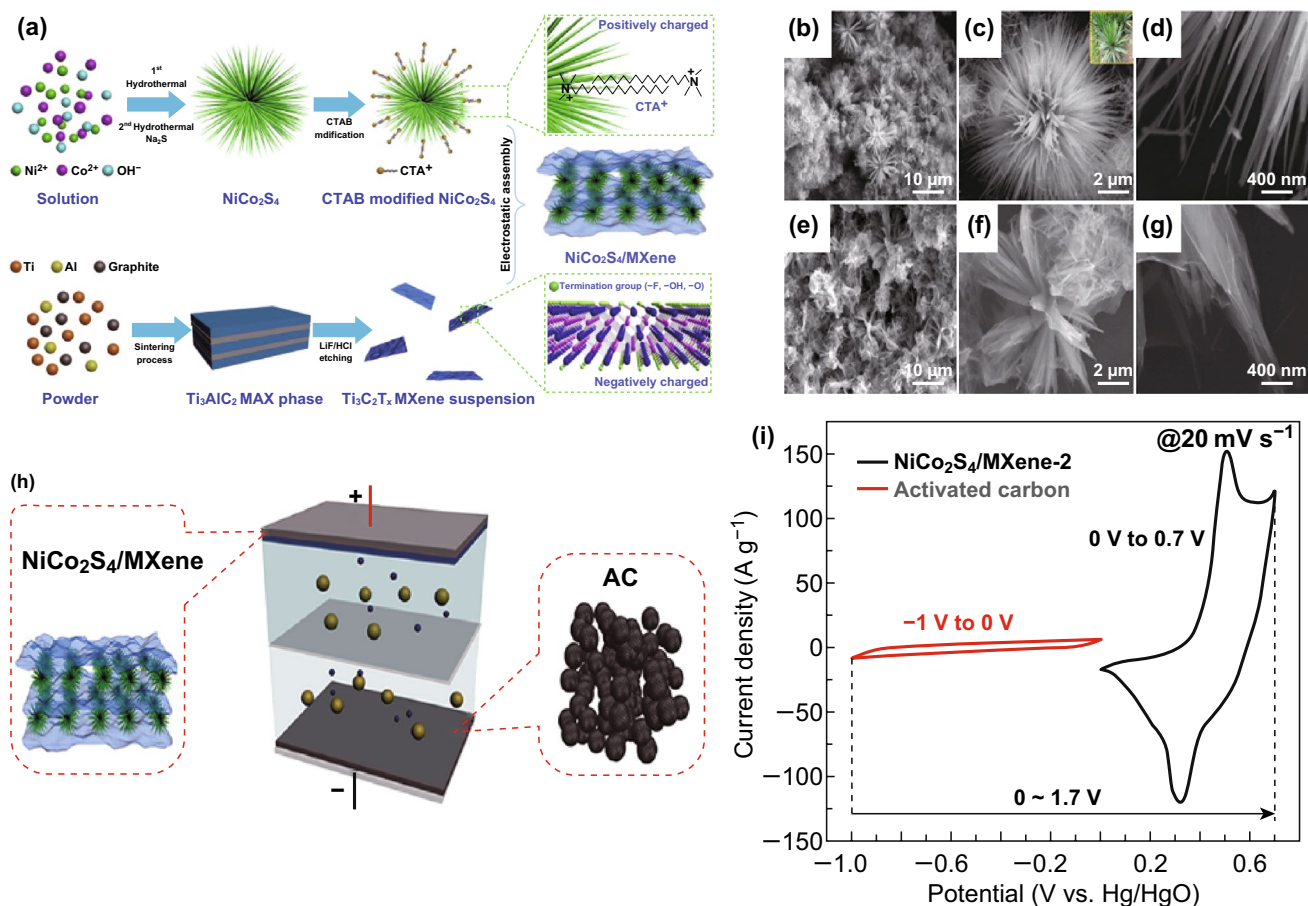 (a)
1st
Hydrothermal
2nd Hydrothermal
Na₂S
CTAB
mdification
Positively charged
N
+
N
+
CTA⁺
Ni²⁺ Co²⁺ OH⁻
CTA⁺
Solution
NiCo₂S₄
CTAB modified NiCo₂S₄
Electrostatic assembly
NiCo₂S₄/MXene
Ti Al Graphite
Sintering
process
LiF/HCl
etching
Termination group (−F, −OH, −O)
Negatively charged
Powder
Ti₃AlC₂ MAX phase
Ti₃C₂Tₓ MXene suspension
(b)
10 µm
(c)
2 µm
(d)
400 nm
(e)
10 µm
(f)
2 µm
(g)
400 nm
(h)
NiCo₂S₄/MXene
+
−
AC
(i)
@20 mV s⁻¹
NiCo₂S₄/MXene-2
Activated carbon
0 V to 0.7 V
−1 V to 0 V
0 ~ 1.7 V
Current density (A g⁻¹)
150
100
50
0
−50
−100
−150
−1.0 −0.6 −0.2 0.2 0.6
Potential (V vs. Hg/HgO)